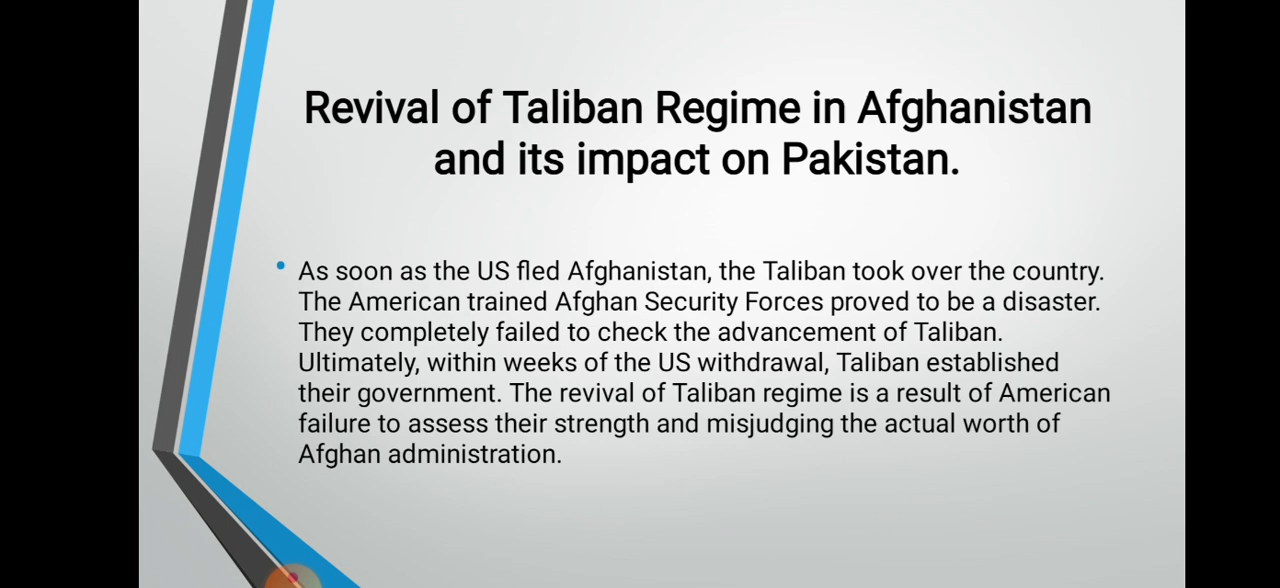 Revival of Taliban Regime in Afghanistan
and its impact on Pakistan.
• As soon as the US fled Afghanistan, the Taliban took over the country.
The American trained Afghan Security Forces proved to be a disaster.
They completely failed to check the advancement of Taliban.
Ultimately, within weeks of the US withdrawal, Taliban established
their government. The revival of Taliban regime is a result of American
failure to assess their strength and misjudging the actual worth of
Afghan administration.